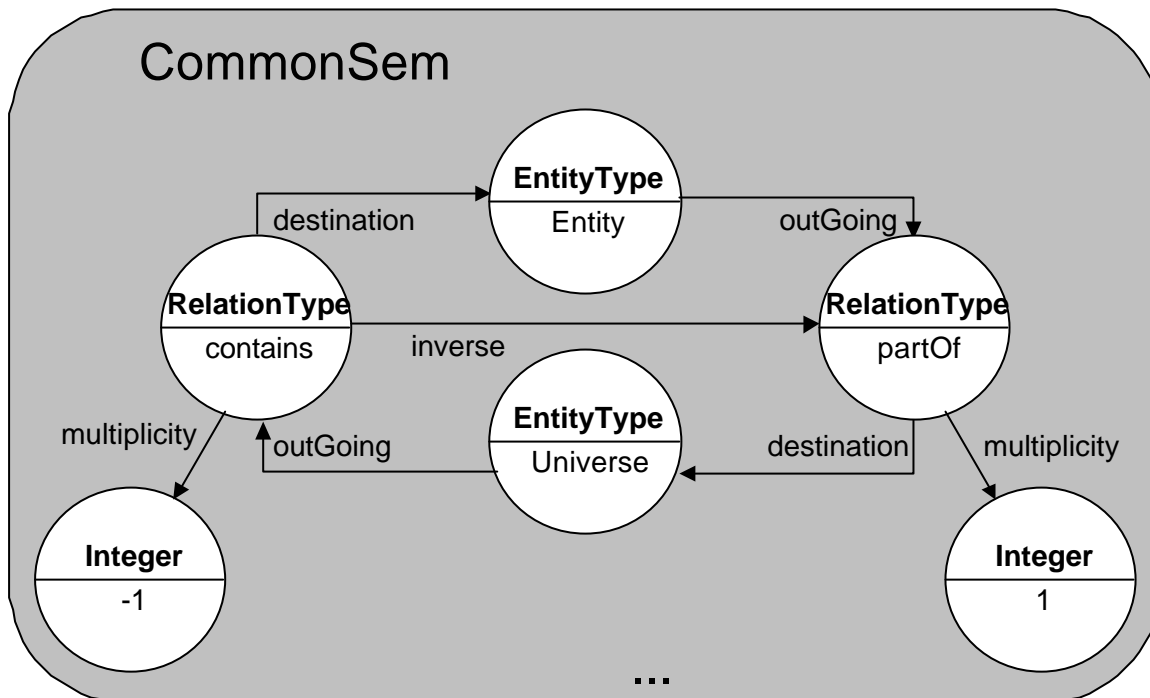 CommonSem
EntityType
Entity
destination
outGoing
RelationType
contains
inverse
RelationType
partOf
EntityType
Universe
multiplicity
outGoing
destination
multiplicity
Integer
-1
Integer
1
...